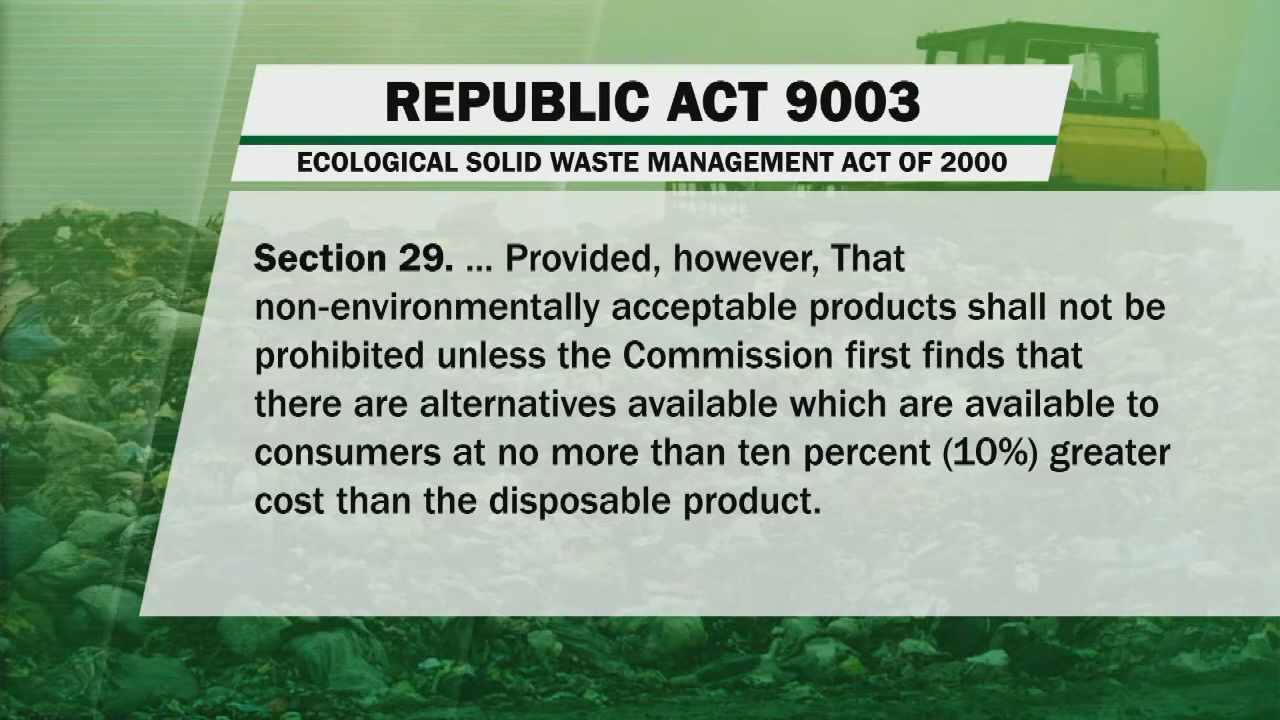 REPUBLIC ACT 9003
ECOLOGICAL SOLID WASTE MANAGEMENT ACT OF 2000
Section 29. ... Provided, however, That
non-environmentally acceptable products shall not be
prohibited unless the Commission first finds that
there are alternatives available which are available to
consumers at no more than ten percent (10%) greater
cost than the disposable product.